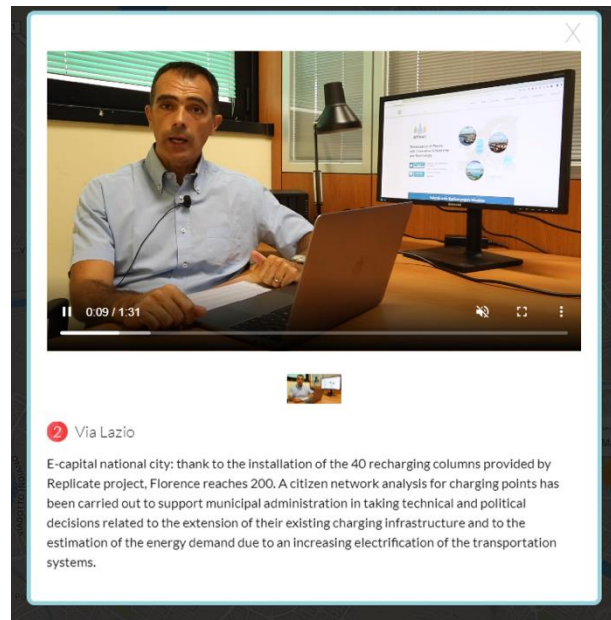 X
0:09 / 1:31
2 Via Lazio
E-capital national city: thank to the installation of the 40 recharging columns provided by
Replicate project, Florence reaches 200. A citizen network analysis for charging points has
been carried out to support municipal administration in taking technical and political
decisions related to the extension of their existing charging infrastructure and to the
estimation of the energy demand due to an increasing electrification of the transportation
systems.